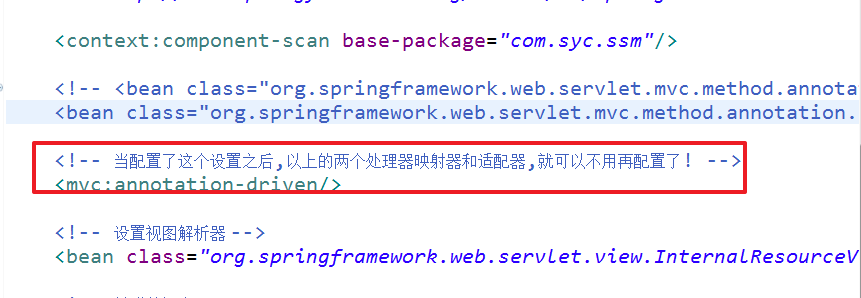 <context:component-scan base-package="com.syc.ssm"/>
<!-- <bean class="org.springframework.web.servlet.mvc.method.annota
<bean class="org.springframework.web.servlet.mvc.method.annotation.
<!-- 当配置了这个设置之后,以上的两个处理器映射器和适配器,就可以不用再配置了! -->
<mvc:annotation-driven/>
<!-- 设置视图解析器 -->
<bean class="org.springframework.web.servlet.view.InternalResourceV